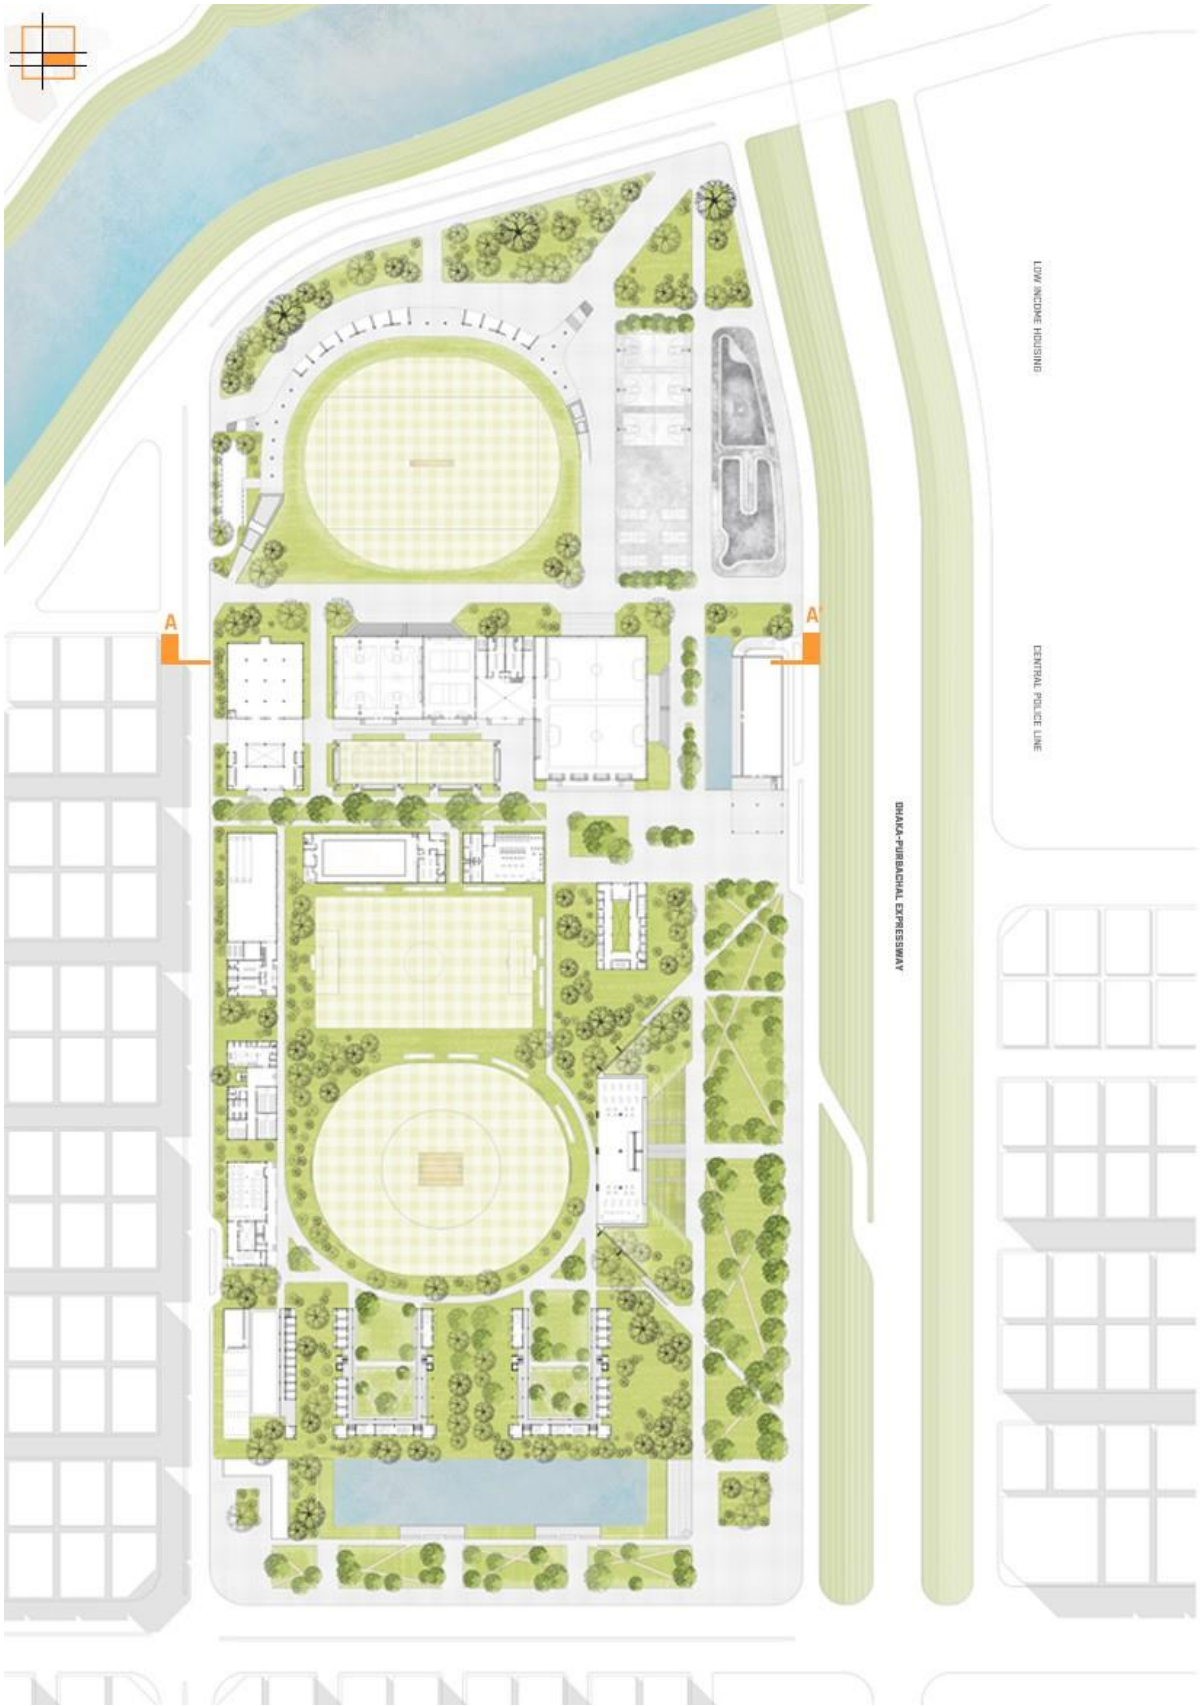 LOW INCOME HOUSING
A
A'
CENTRAL POLICE LINE
DHAKA-PURBACHAL EXPRESSWAY